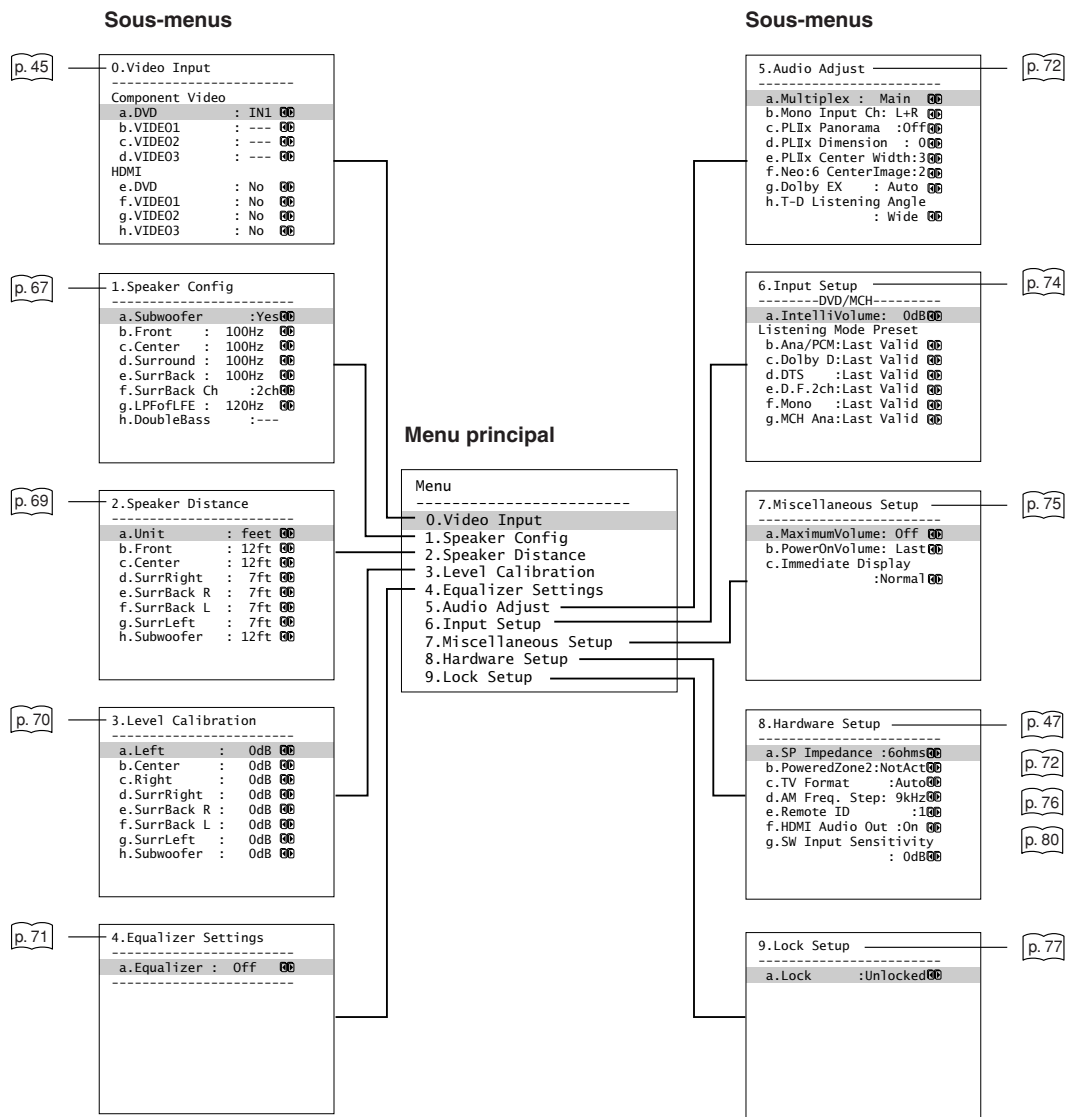 Sous-menus
p. 45
0.Video Input
-------------------------
Component Video
a.DVD : IN1
b.VIDEO1 : ---
c.VIDEO2 : ---
d.VIDEO3 : ---
HDMI
e.DVD : No
f.VIDEO1 : No
g.VIDEO2 : No
h.VIDEO3 : No
p. 67
1.Speaker Config
-------------------------
a.Subwoofer :Yes
b.Front : 100Hz
c.Center : 100Hz
d.Surround : 100Hz
e.SurrBack : 100Hz
f.SurrBack Ch :2ch
g.LPFofLFE : 120Hz
h.DoubleBass :---
p. 69
2.Speaker Distance
-------------------------
a.Unit : feet
b.Front : 12ft
c.Center : 12ft
d.SurrRight : 7ft
e.SurrBack R : 7ft
f.SurrBack L : 7ft
g.SurrLeft : 7ft
h.Subwoofer : 12ft
p. 70
3.Level Calibration
-------------------------
a.Left : 0dB
b.Center : 0dB
c.Right : 0dB
d.SurrRight : 0dB
e.SurrBack R : 0dB
f.SurrBack L : 0dB
g.SurrLeft : 0dB
h.Subwoofer : 0dB
p. 71
4.Equalizer Settings
-------------------------
a.Equalizer : Off
-------------------------
Menu principal
Menu
-------------------------
0.Video Input
1.Speaker Config
2.Speaker Distance
3.Level Calibration
4.Equalizer Settings
5.Audio Adjust
6.Input Setup
7.Miscellaneous Setup
8.Hardware Setup
9.Lock Setup
Sous-menus
5.Audio Adjust
p. 72
-------------------------
a.Multiplex : Main
b.Mono Input Ch: L+R
c.PLⅡx Panorama :Off
d.PLⅡx Dimension : 0
e.PLⅡx Center Width:3
f.Neo:6 CenterImage:2
g.Dolby EX : Auto
h.T-D Listening Angle
: Wide
6.Input Setup
p. 74
--------DVD/MCH---------
a.IntelliVolume: 0dB
Listening Mode Preset
b.Ana/PCM:Last Valid
c.Dolby D:Last Valid
d.DTS :Last Valid
e.D.F.2ch:Last Valid
f.Mono :Last Valid
g.MCH Ana:Last Valid
7.Miscellaneous Setup
p. 75
-------------------------
a.MaximumVolume: Off
b.PowerOnVolume: Last
c.Immediate Display
:Normal
8.Hardware Setup
p. 47
p. 72
p. 76
p. 80
-------------------------
a.SP Impedance :6ohms
b.PoweredZone2:NotAct
c.TV Format :Auto
d.AM Freq. Step: 9kHz
e.Remote ID :1
f.HDMI Audio Out :On
g.SW Input Sensitivity
: 0dB
9.Lock Setup
p. 77
-------------------------
a.Lock :Unlocked